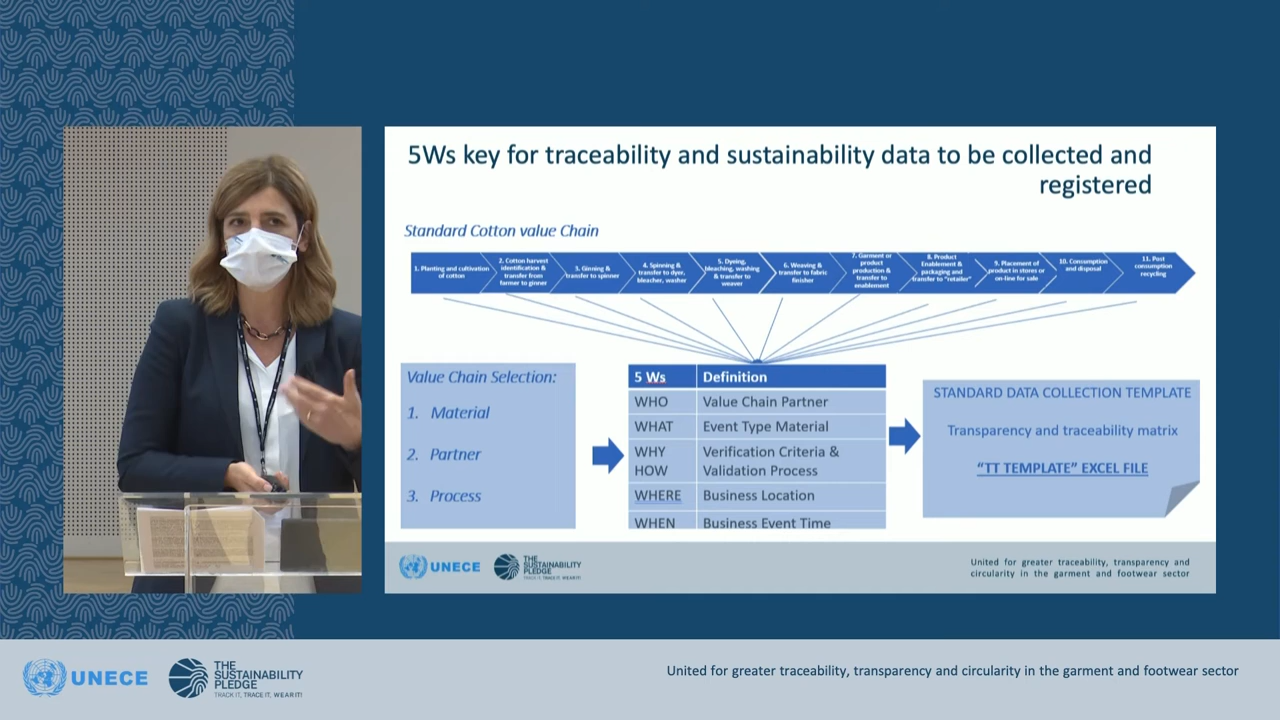 5Ws key for traceability and sustainability data to be collected and
registered
Standard Cotton value Chain
1. Planting and cultivation
of cotton
2. Cotton harvest
identification &
transfer from
farmer to ginner
3. Ginning &
transfer to spinner
4. Spinning &
transfer to dyer,
bleacher, washer
5. Dyeing,
bleaching, washing
& transfer to
weaver
6. Weaving &
transfer to fabric
finisher
7. Garment or
product
production &
transfer to
enablement
8. Product
Enablement &
packaging and
transfer to "retailer"
9. Placement of
product in stores or
on-line for sale
10. Consumption
and disposal
11. Post
consumption
recycling
Value Chain Selection:
1. Material
2. Partner
3. Process
5 Ws Definition
WHO Value Chain Partner
WHAT Event Type Material
WHY Verification Criteria &
HOW Validation Process
WHERE Business Location
WHEN Business Event Time
STANDARD DATA COLLECTION TEMPLATE
Transparency and traceability matrix
“TT TEMPLATE” EXCEL FILE
UNECE
THE
SUSTAINABILITY
PLEDGE
TRACK IT, TRACE IT, WEAR IT!
United for greater traceability, transparency and
circularity in the garment and footwear sector
UNECE
THE
SUSTAINABILITY
PLEDGE
TRACK IT, TRACE IT, WEAR IT!
United for greater traceability, transparency and circularity in the garment and footwear sector